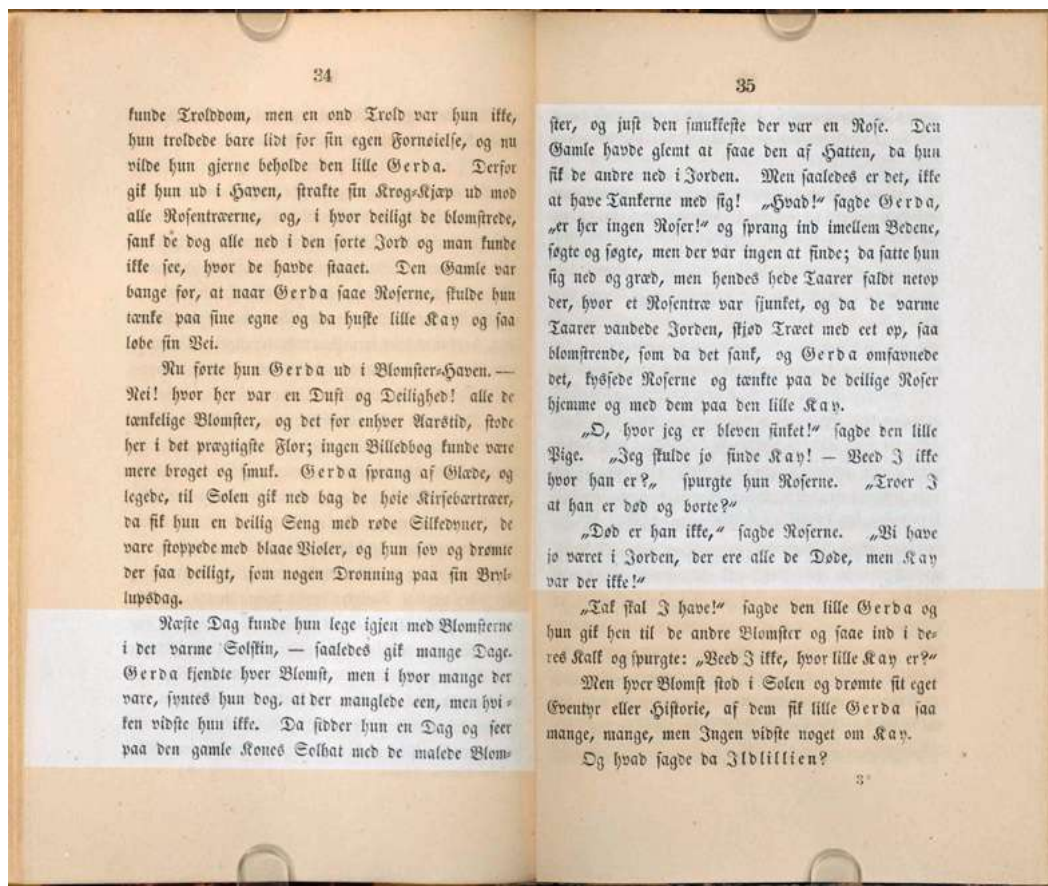 34
kunde Trolddom, men en ond Trold var hun ikke,
hun troldede bare lidt for sin egen Fornøielse, og nu
vilde hun gjerne beholde den lille Gerda. Derfor
gik hun ud i Haven, strakte sin Krog-Kjæp ud mod
alle Rosentræerne, og, i hvor deiligt de blomstrede,
sank de dog alle ned i den sorte Jord og man kunde
ikke see, hvor de havde staaet. Den Gamle var
bange for, at naar Gerda saae Roserne, skulde hun
tænke paa sine egne og da huske lille Kay og saa
løbe sin Vei.
Nu førte hun Gerda ud i Blomster-Haven. —
Nei! hvor her var en Duft og Deilighed! alle de
tænkelige Blomster, og det for enhver Aarstid, stode
her i det prægtigste Flor; ingen Billedbog kunde være
mere broget og smuk. Gerda sprang af Glæde, og
legede, til Solen gik ned bag de høie Kirsebærtræer,
da fik hun en deilig Seng med røde Silkedyner, de
vare stoppede med blaae Violer, og hun sov og drømte
der saa deiligt, som nogen Dronning paa sin Bryl-
lupsdag.
Næste Dag kunde hun lege igjen med Blomsterne
i det varme Solskin, — saaledes gik mange Dage.
Gerda kjendte hver Blomst, men i hvor mange der
vare, syntes hun dog, at der manglede een, men hvi-
ken vidste hun ikke. Da sidder hun en Dag og seer
paa den gamle Kones Solhat med de malede Blom-
35
ster, og just den smukkeste der var en Rose. Den
Gamle havde glemt at faae den af Hatten, da hun
fik de andre ned i Jorden. Men saaledes er det, ikke
at have Tankerne med sig! „Hvad!“ sagde Gerda,
„er her ingen Roser!“ og sprang ind imellem Bedene,
søgte og søgte, men der var ingen at finde; da satte hun
sig ned og græd, men hendes hede Taarer faldt netop
der, hvor et Rosentræ var sjunket, og da de varme
Taarer vandede Jorden, skjød Træet med eet op, saa
blomstrende, som da det sank, og Gerda omfavnede
det, kyssede Roserne og tænkte paa de deilige Roser
hjemme og med dem paa den lille Kay.
„O, hvor jeg er bleven sinket!“ sagde den lille
Pige. „Jeg skulde jo finde Kay! — Veed I ikke
hvor han er?„ spurgte hun Roserne. „Troer I
at han er død og borte?“
„Død er han ikke,“ sagde Roserne. „Vi have
jo været i Jorden, der ere alle de Døde, men Kay
var der ikke!“
„Tak skal I have!“ sagde den lille Gerda og
hun gik hen til de andre Blomster og saae ind i de-
res Kalk og spurgte: „Veed I ikke, hvor lille Kay er?“
Men hver Blomst stod i Solen og drømte sit eget
Eventyr eller Historie, af dem fik lille Gerda saa
mange, mange, men Ingen vidste noget om Kay.
Og hvad sagde da Ildlillien?
3*